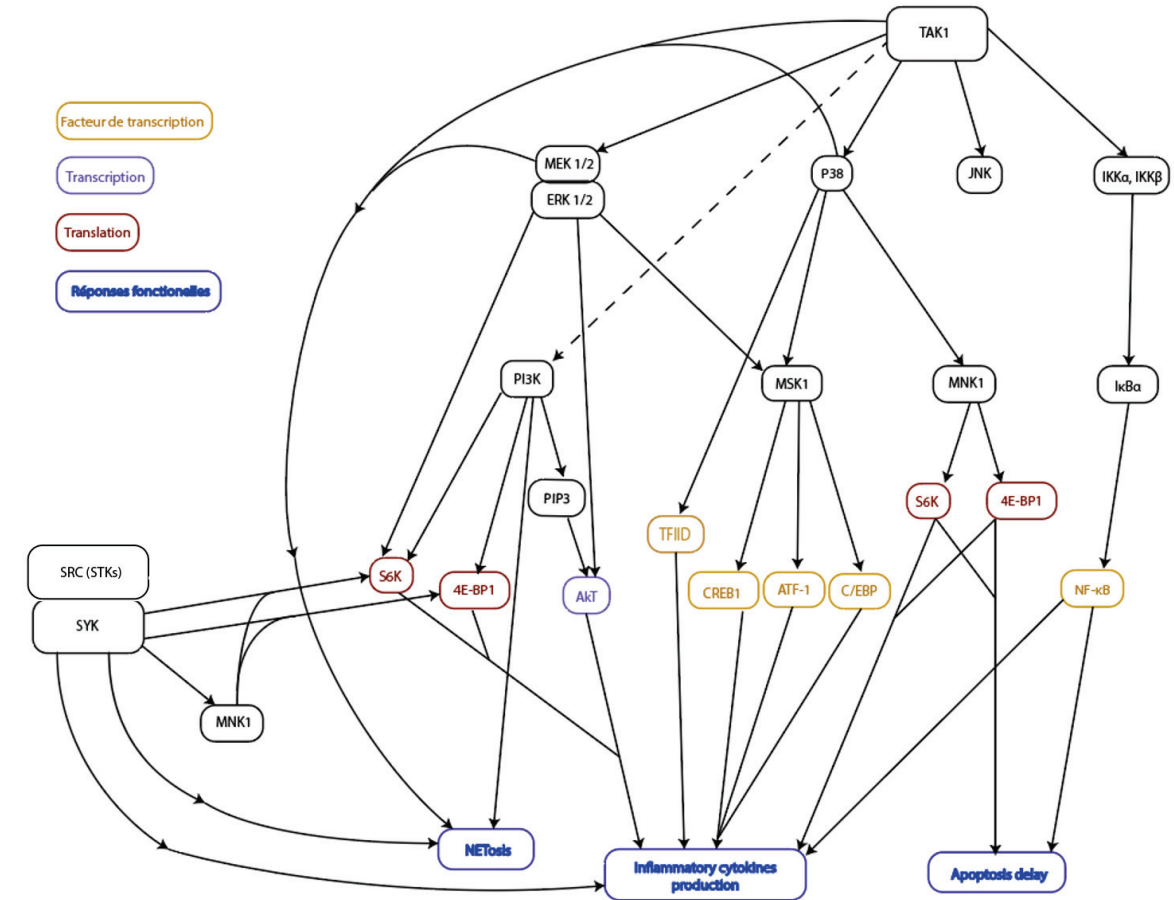 TAK1
Facteur de transcription
Transcription
Translation
Réponses fonctionelles
MEK 1/2
ERK 1/2
P38
JNK
IKKα, IKKβ
PI3K
MSK1
MNK1
IκBα
PIP3
S6K
4E-BP1
TFIID
SRC (STKs)
SYK
S6K
4E-BP1
AkT
CREB1
ATF-1
C/EBP
NF-κB
MNK1
NETosis
Inflammatory cytokines
production
Apoptosis delay